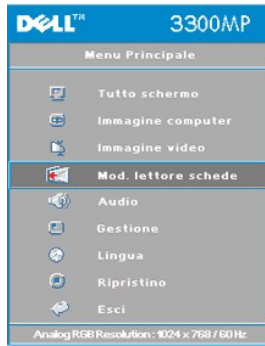 DELL™ 3300MP
Menu Principale
Tutto schermo
Immagine computer
Immagine video
Mod. lettore schede
Audio
Gestione
Lingua
Ripristino
Esci
Analog RGB Resolution : 1024 x 768 / 60 Hz